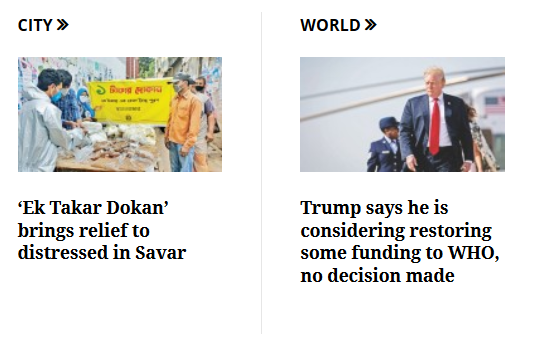 CITY
১ টাকার দোকান
‘Ek Takar Dokan’
brings relief to
distressed in Savar
WORLD
Trump says he is
considering restoring
some funding to WHO,
no decision made